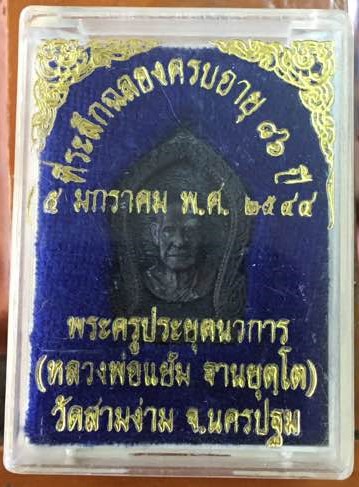 ที่ระลึกฉลองครบอายุ ๘๖ ปี
๕ มกราคม พ.ศ. ๒๕๔๔
พระครูประยุตนวการ
(หลวงพ่อแย้ม ฐานยุตฺโต)
วัดสามง่าม จ.นครปฐม